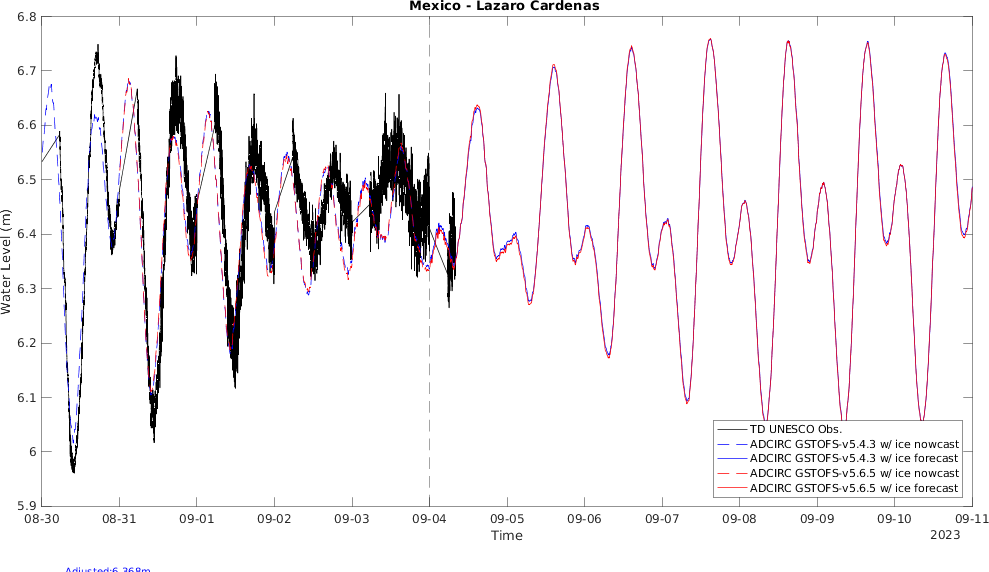 Mexico - Lazaro Cardenas
6.8
6.7
6.6
6.5
6.4
6.3
6.2
6.1
6
5.9
Water Level (m)
08-30 08-31 09-01 09-02 09-03 09-04 09-05 09-06 09-07 09-08 09-09 09-10 09-11
Time
2023
TD UNESCO Obs.
ADCIRC GSTOFS-v5.4.3 w/ ice nowcast
ADCIRC GSTOFS-v5.4.3 w/ ice forecast
ADCIRC GSTOFS-v5.6.5 w/ ice nowcast
ADCIRC GSTOFS-v5.6.5 w/ ice forecast
Adjusted:6.368m